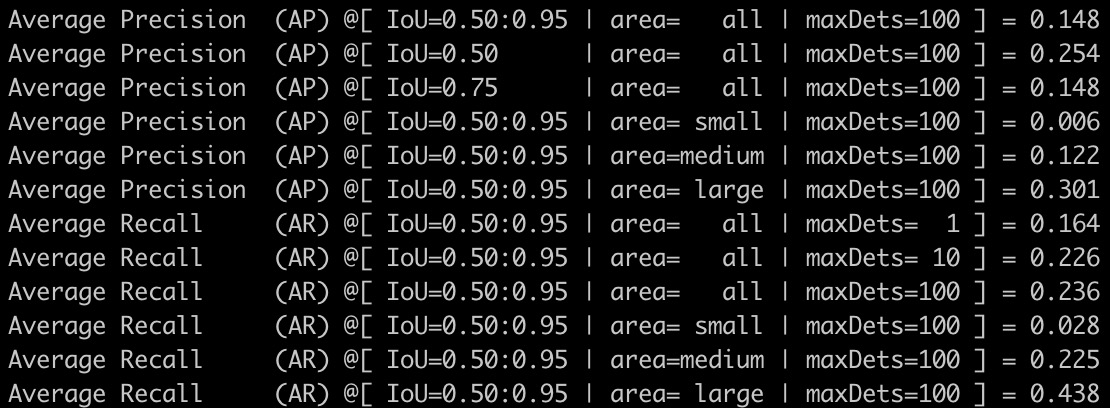 Average Precision  (AP) @[ IoU=0.50:0.95 | area=   all | maxDets=100 ] = 0.148
Average Precision  (AP) @[ IoU=0.50      | area=   all | maxDets=100 ] = 0.254
Average Precision  (AP) @[ IoU=0.75      | area=   all | maxDets=100 ] = 0.148
Average Precision  (AP) @[ IoU=0.50:0.95 | area= small | maxDets=100 ] = 0.006
Average Precision  (AP) @[ IoU=0.50:0.95 | area=medium | maxDets=100 ] = 0.122
Average Precision  (AP) @[ IoU=0.50:0.95 | area= large | maxDets=100 ] = 0.301
Average Recall     (AR) @[ IoU=0.50:0.95 | area=   all | maxDets=  1 ] = 0.164
Average Recall     (AR) @[ IoU=0.50:0.95 | area=   all | maxDets= 10 ] = 0.226
Average Recall     (AR) @[ IoU=0.50:0.95 | area=   all | maxDets=100 ] = 0.236
Average Recall     (AR) @[ IoU=0.50:0.95 | area= small | maxDets=100 ] = 0.028
Average Recall     (AR) @[ IoU=0.50:0.95 | area=medium | maxDets=100 ] = 0.225
Average Recall     (AR) @[ IoU=0.50:0.95 | area= large | maxDets=100 ] = 0.438